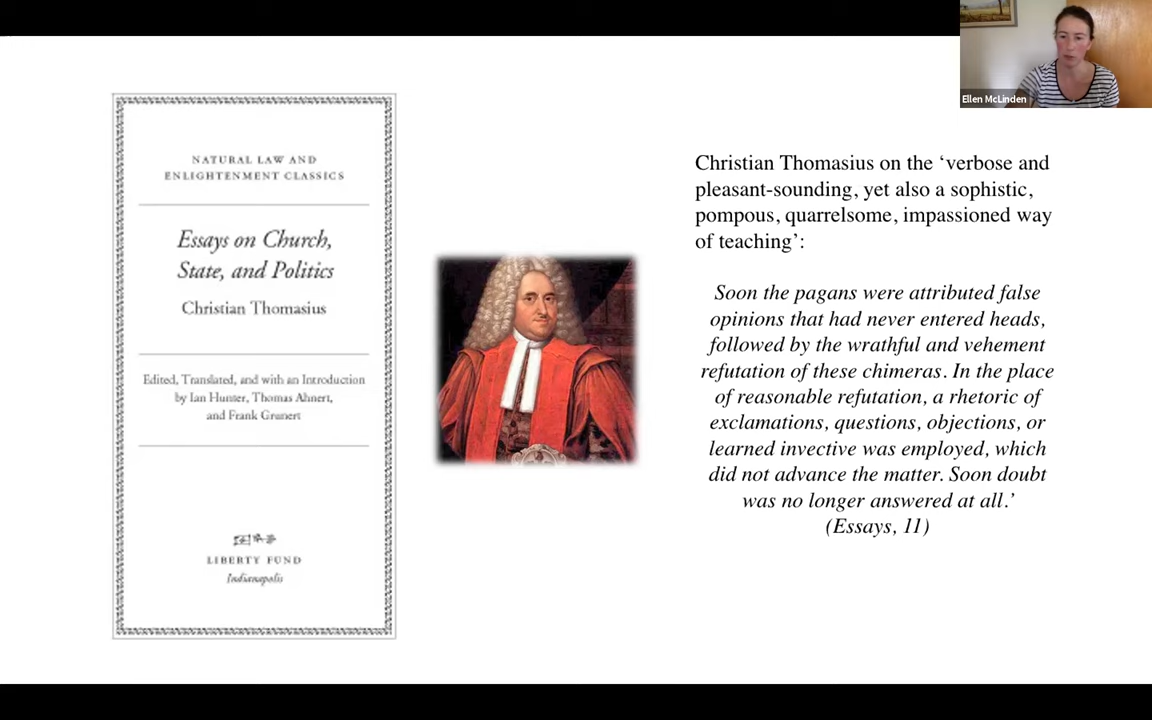 Ellen McLinden
NATURAL LAW AND
ENLIGHTENMENT CLASSICS
Essays on Church,
State, and Politics
Christian Thomasius
Edited, Translated, and with an Introduction
by Ian Hunter, Thomas Ahnert,
and Frank Grunert
LIBERTY FUND
Indianapolis
Christian Thomasius on the ‘verbose and
pleasant-sounding, yet also a sophistic,
pompous, quarrelsome, impassioned way
of teaching’:
Soon the pagans were attributed false
opinions that had never entered heads,
followed by the wrathful and vehement
refutation of these chimeras. In the place
of reasonable refutation, a rhetoric of
exclamations, questions, objections, or
learned invective was employed, which
did not advance the matter. Soon doubt
was no longer answered at all.’
(Essays, 11)